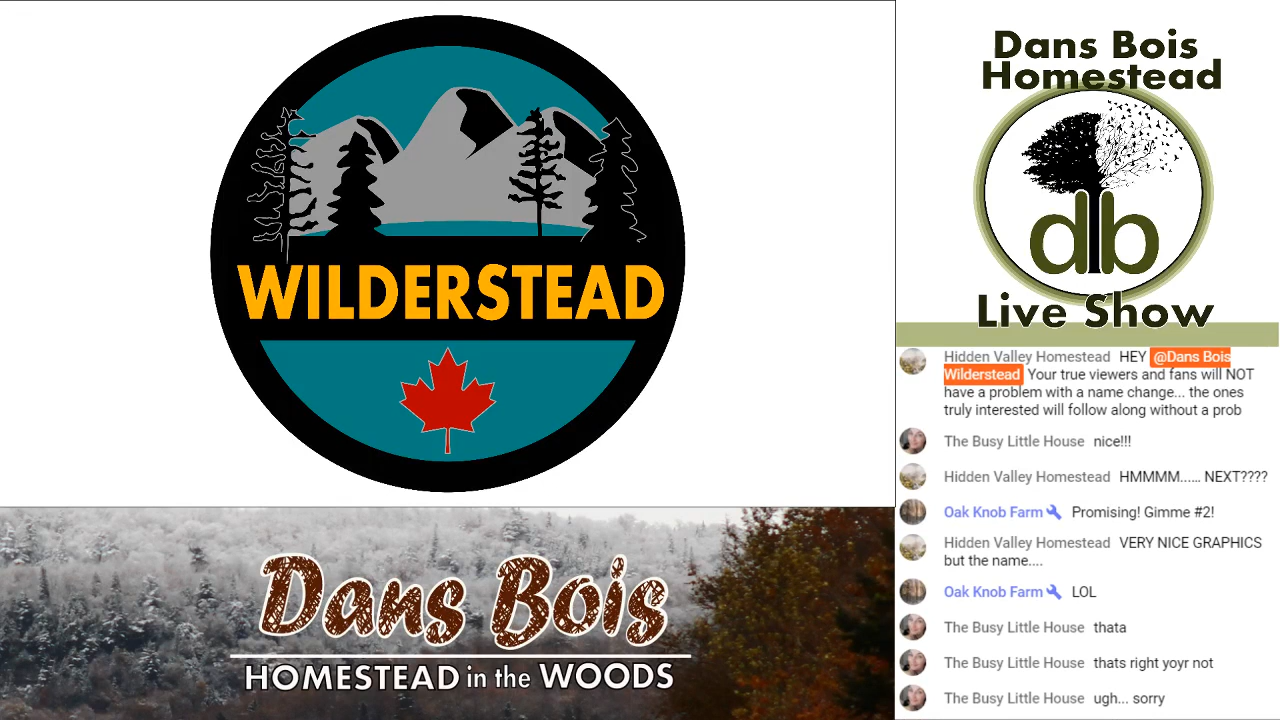 WILDERSTEAD
Dans Bois
HOMESTEAD in the WOODS
Dans Bois
Homestead
db
Live Show
Hidden Valley Homestead HEY @Dans Bois
Wilderstead Your true viewers and fans will NOT
have a problem with a name change... the ones
truly interested will follow along without a prob
The Busy Little House nice!!!
Hidden Valley Homestead HMMMM...... NEXT????
Oak Knob Farm Promising! Gimme #2!
Hidden Valley Homestead VERY NICE GRAPHICS
but the name....
Oak Knob Farm LOL
The Busy Little House thata
The Busy Little House thats right yoyr not
The Busy Little House ugh... sorry